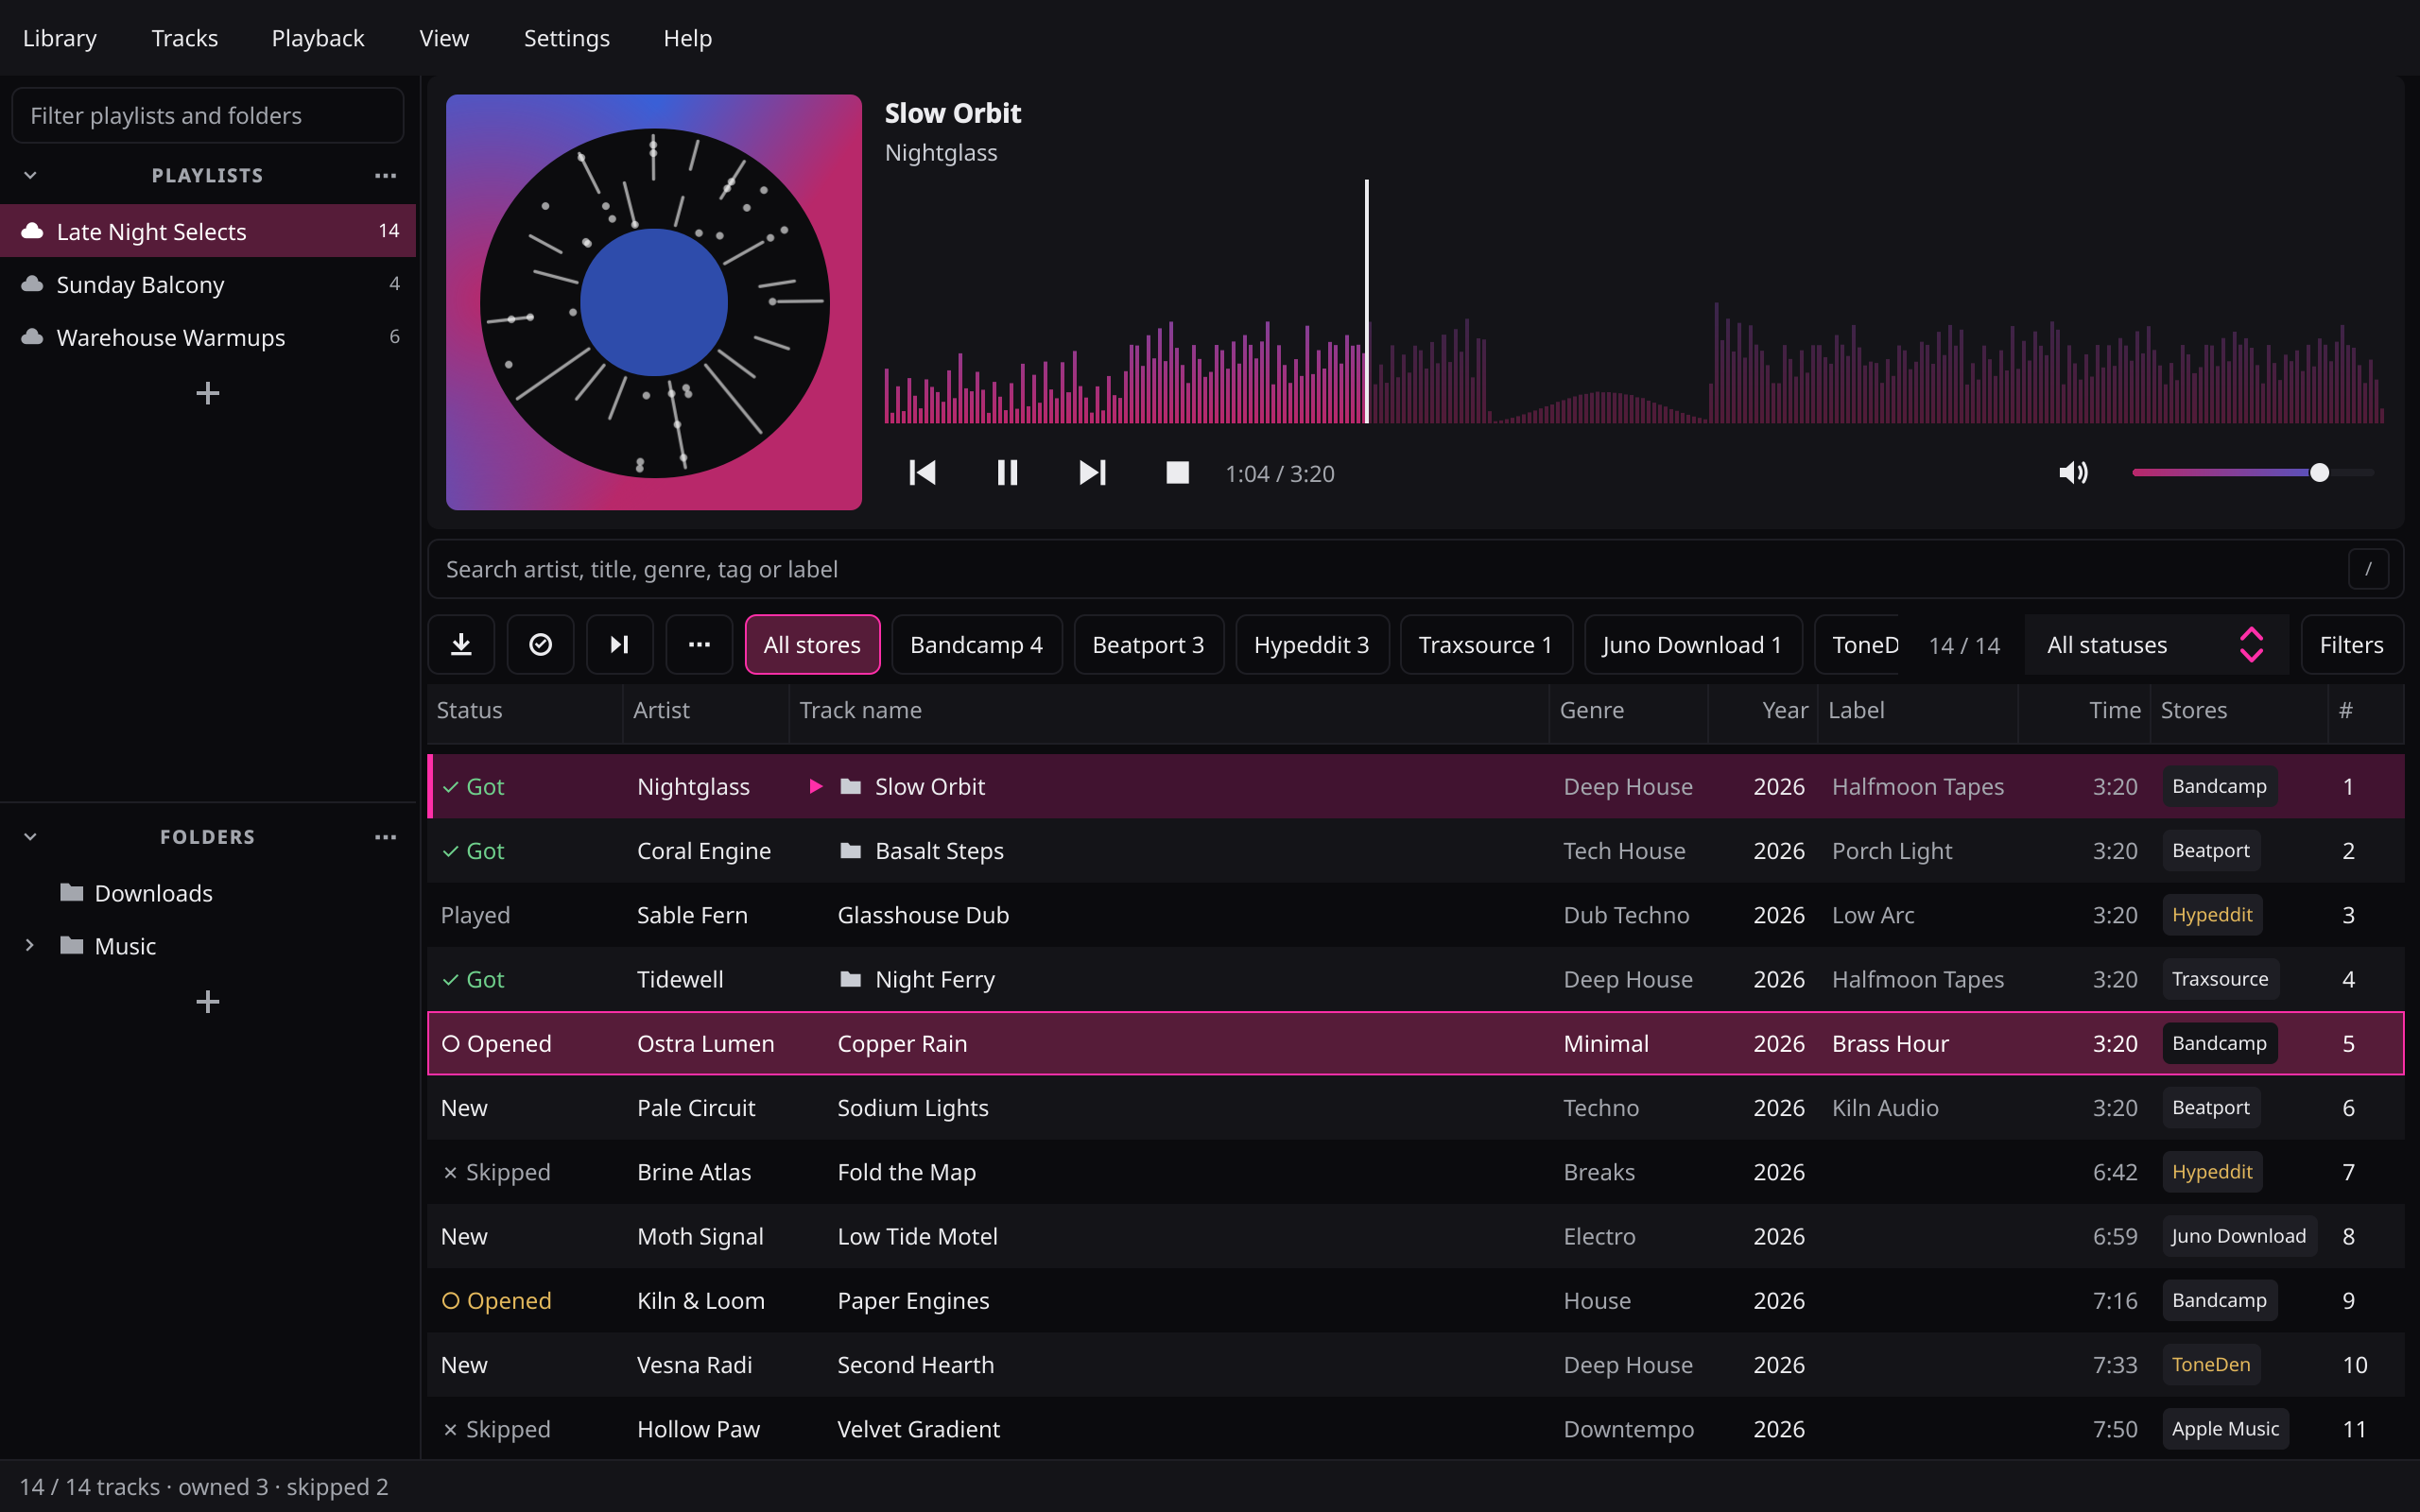 Library Tracks Playback View Settings Help
Filter playlists and folders
PLAYLISTS
Late Night Selects 14
Sunday Balcony 4
Warehouse Warmups 6
FOLDERS
Downloads
Music
Slow Orbit
Nightglass
1:04 / 3:20
Search artist, title, genre, tag or label /
All stores Bandcamp 4 Beatport 3 Hypeddit 3 Traxsource 1 Juno Download 1 ToneD 14 / 14 All statuses Filters
Status Artist Track name Genre Year Label Time Stores #
Got Nightglass Slow Orbit Deep House 2026 Halfmoon Tapes 3:20 Bandcamp 1
Got Coral Engine Basalt Steps Tech House 2026 Porch Light 3:20 Beatport 2
Played Sable Fern Glasshouse Dub Dub Techno 2026 Low Arc 3:20 Hypeddit 3
Got Tidewell Night Ferry Deep House 2026 Halfmoon Tapes 3:20 Traxsource 4
Opened Ostra Lumen Copper Rain Minimal 2026 Brass Hour 3:20 Bandcamp 5
New Pale Circuit Sodium Lights Techno 2026 Kiln Audio 3:20 Beatport 6
Skipped Brine Atlas Fold the Map Breaks 2026 6:42 Hypeddit 7
New Moth Signal Low Tide Motel Electro 2026 6:59 Juno Download 8
Opened Kiln & Loom Paper Engines House 2026 7:16 Bandcamp 9
New Vesna Radi Second Hearth Deep House 2026 7:33 ToneDen 10
Skipped Hollow Paw Velvet Gradient Downtempo 2026 7:50 Apple Music 11
14 / 14 tracks · owned 3 · skipped 2